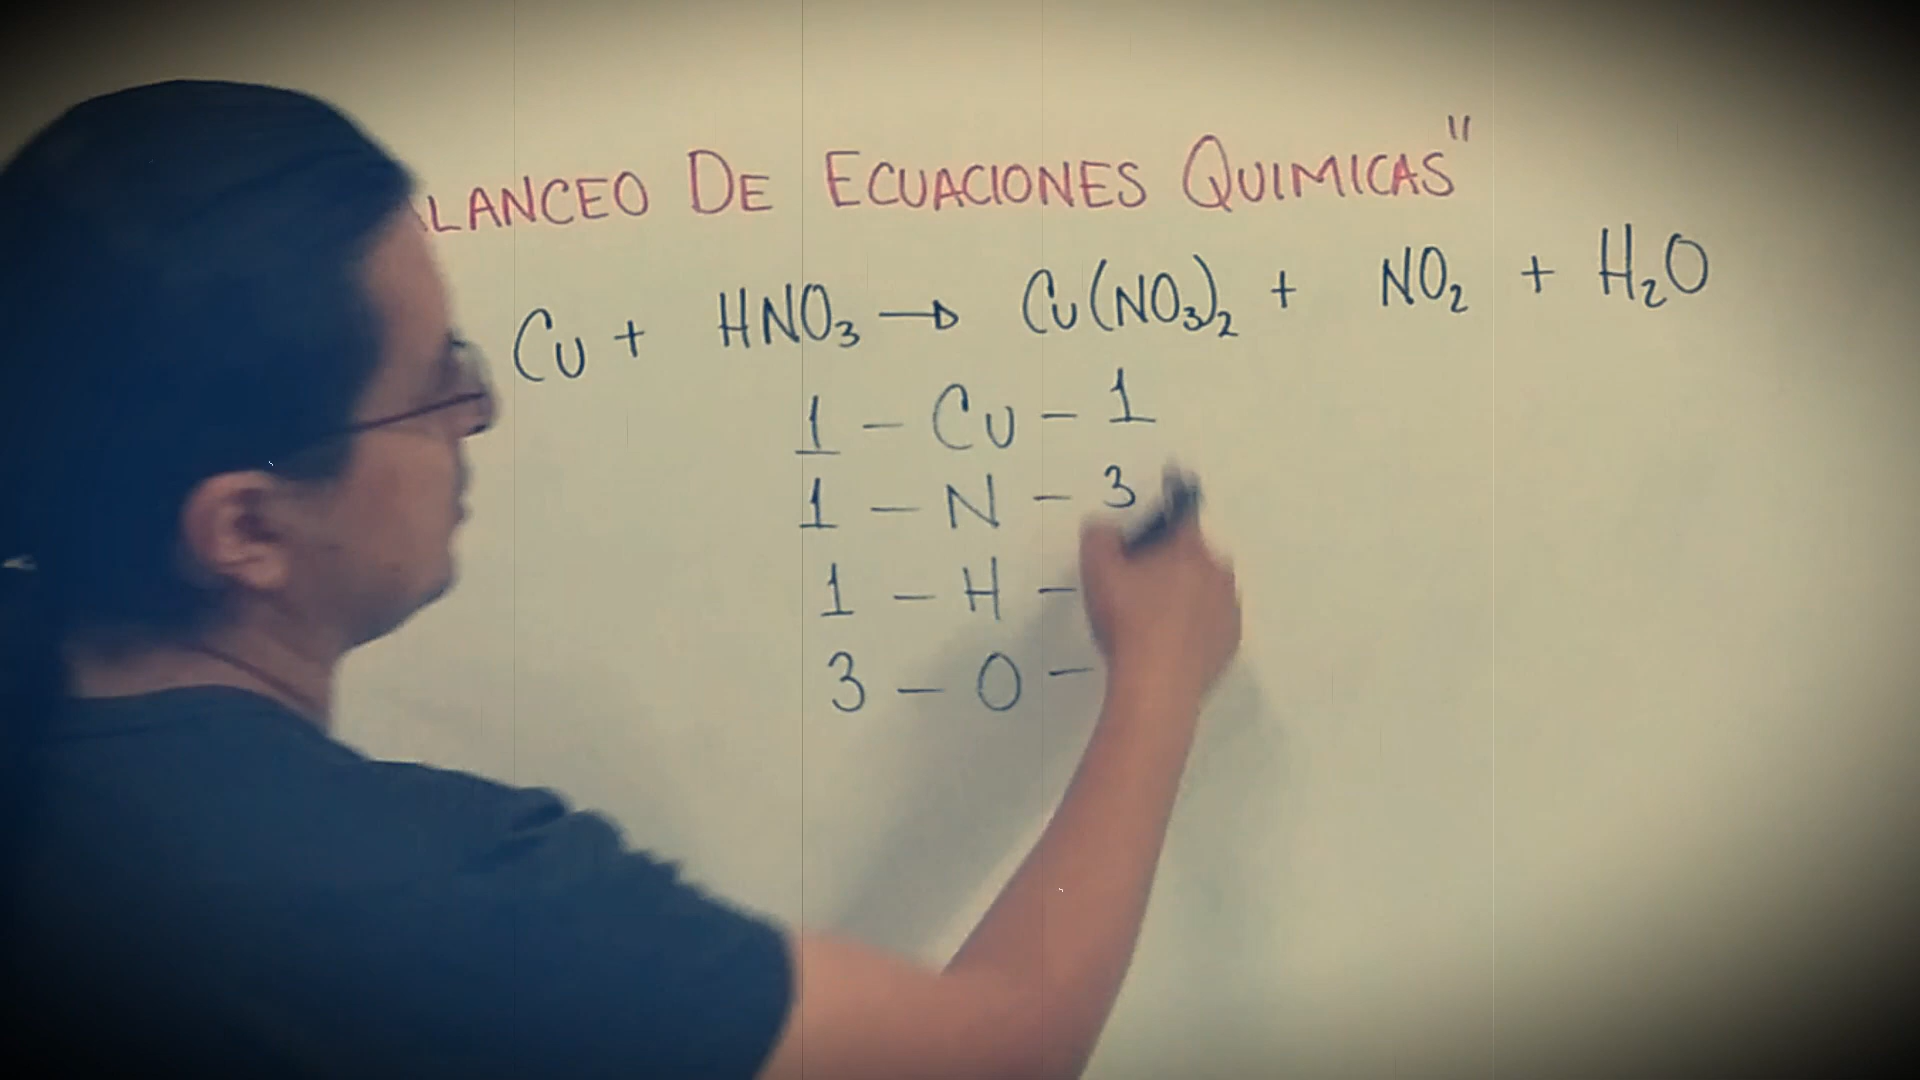 LANCEO DE ECUACIONES QUIMICAS"
Cu + HNO₃ → Cu(NO₃)₂ + NO₂ + H₂O
1 - Cu - 1
1 - N - 3
1 - H -
3 - O -